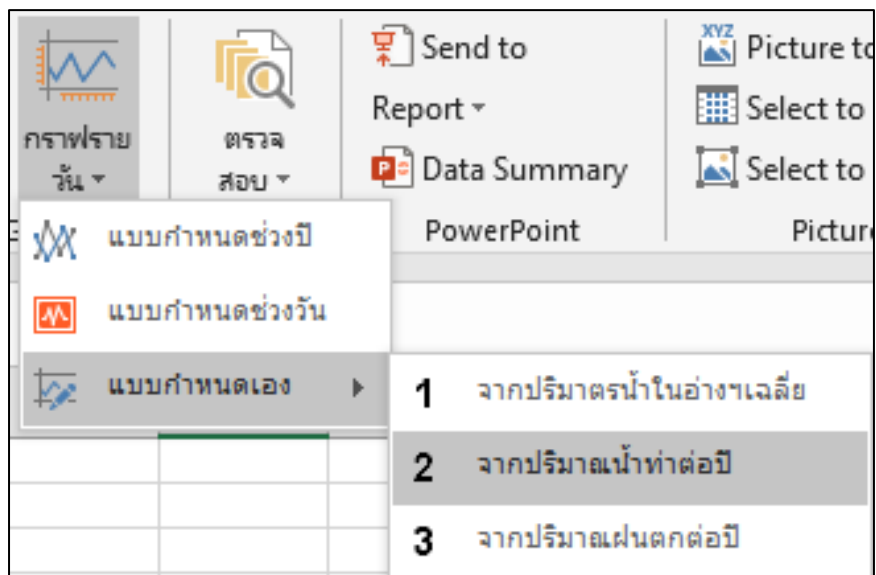 กราฟราย
วัน
ตรวจ
สอบ
Send to
Report
Data Summary
PowerPoint
XYZ
Picture to
Select to
Select to
แบบกำหนดช่วงปี
แบบกำหนดช่วงวัน
แบบกำหนดเอง
1 จากปริมาตรน้ำในอ่างฯเฉลี่ย
2 จากปริมาณน้ำท่าต่อปี
3 จากปริมาณฝนตกต่อปี